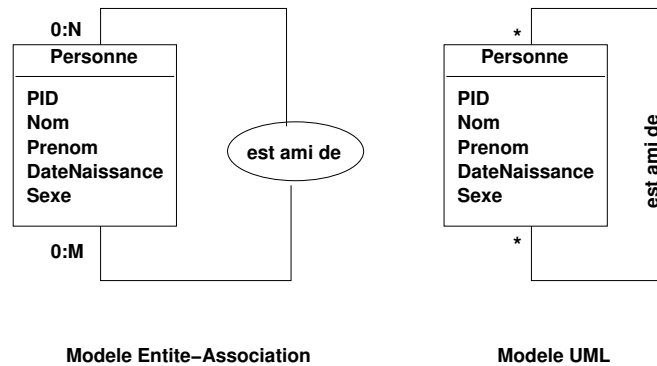 0:N
Personne
PID
Nom
Prenom
DateNaissance
Sexe
0:M
est ami de
Modele Entite−Association
*
Personne
PID
Nom
Prenom
DateNaissance
Sexe
*
est ami de
Modele UML